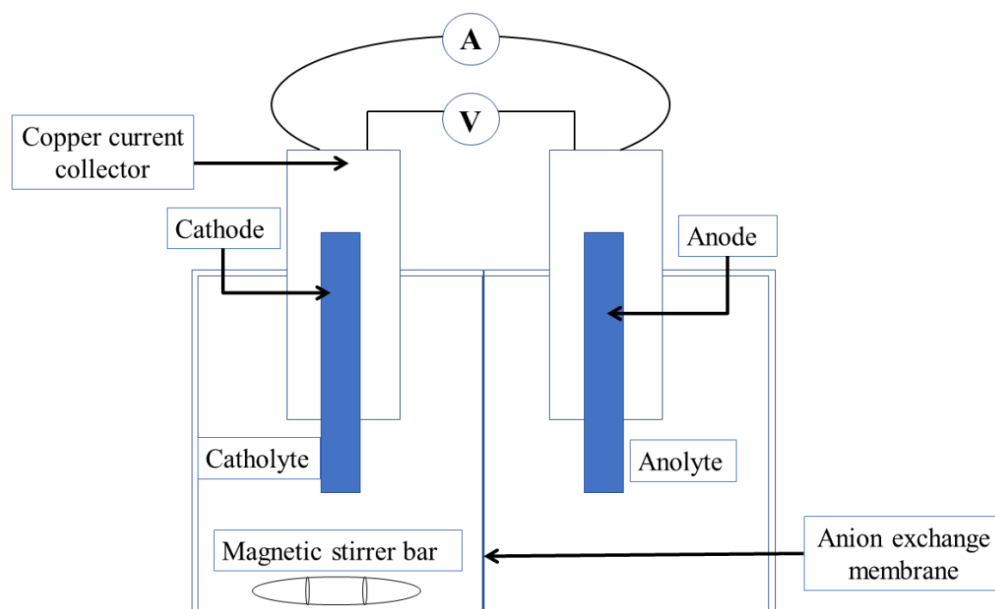 A
V
Copper current
collector
Cathode
Anode
Catholyte
Anolyte
Magnetic stirrer bar
Anion exchange
membrane